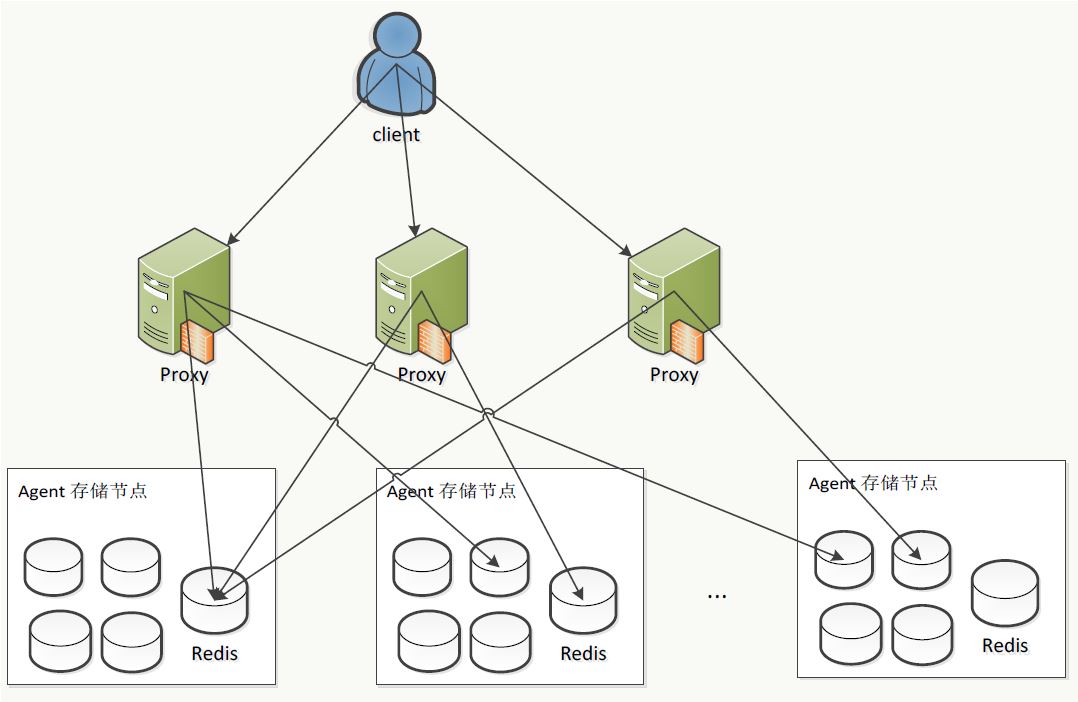 client
Proxy
Proxy
Proxy
Agent 存储节点
Agent 存储节点
Agent 存储节点
...
Redis
Redis
Redis